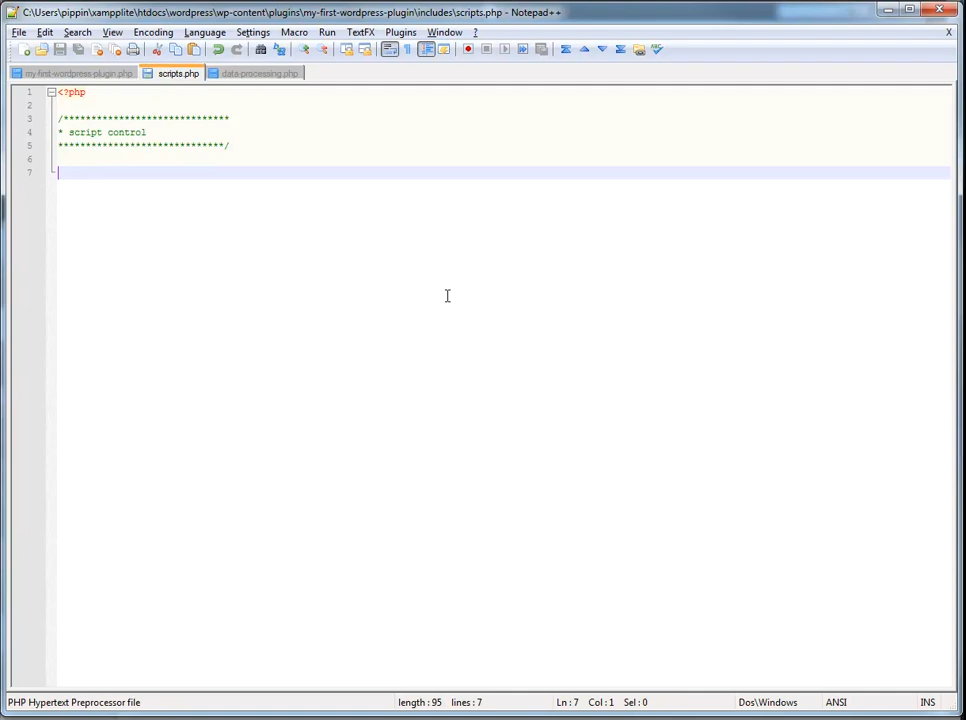 C:\Users\pippin\xampplite\htdocs\wordpress\wp-content\plugins\my-first-wordpress-plugin\includes\scripts.php - Notepad++
File Edit Search View Encoding Language Settings Macro Run TextFX Plugins Window ? X
my-first-wordpress-plugin.php scripts.php data-processing.php
1 <?php
2
3 /******************************
4 * script control
5 ******************************/
6
7
PHP Hypertext Preprocessor file length : 95 lines : 7 Ln : 7 Col : 1 Sel : 0 Dos\Windows ANSI INS